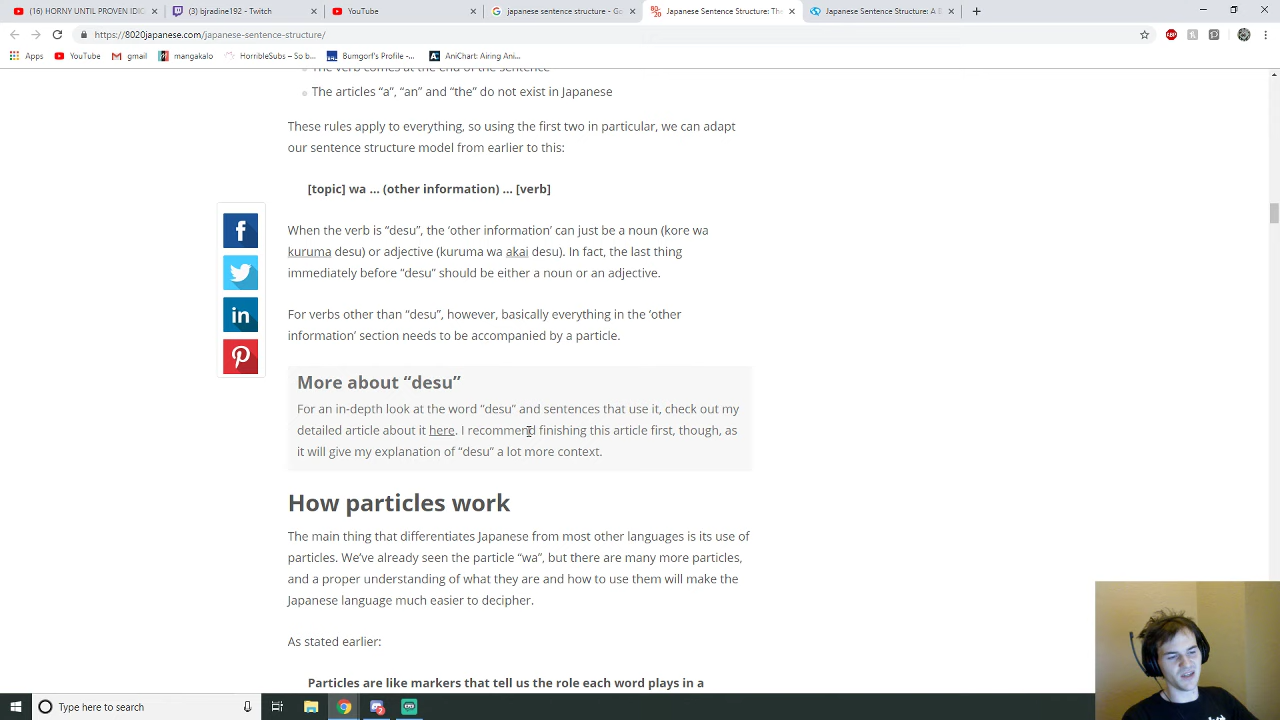 (16) HORNY UNTIL PROVEN IDIO
(3) bjradine192 - Twitch
YouTube
japanese sentence structure - Go
Japanese Sentence Structure: The
Japanese Sentence Structure: A B
https://8020japanese.com/japanese-sentence-structure/
Apps
YouTube
gmail
mangakalo
HorribleSubs – So b...
Bumgorf's Profile -...
AniChart: Airing Ani...
The verb comes at the end of the sentence
The articles “a”, “an” and “the” do not exist in Japanese
These rules apply to everything, so using the first two in particular, we can adapt
our sentence structure model from earlier to this:
[topic] wa ... (other information) ... [verb]
When the verb is “desu”, the ‘other information’ can just be a noun (kore wa
kuruma desu) or adjective (kuruma wa akai desu). In fact, the last thing
immediately before “desu” should be either a noun or an adjective.
For verbs other than “desu”, however, basically everything in the ‘other
information’ section needs to be accompanied by a particle.
More about “desu”
For an in-depth look at the word “desu” and sentences that use it, check out my
detailed article about it here. I recommend finishing this article first, though, as
it will give my explanation of “desu” a lot more context.
How particles work
The main thing that differentiates Japanese from most other languages is its use of
particles. We’ve already seen the particle “wa”, but there are many more particles,
and a proper understanding of what they are and how to use them will make the
Japanese language much easier to decipher.
As stated earlier:
Particles are like markers that tell us the role each word plays in a
Type here to search